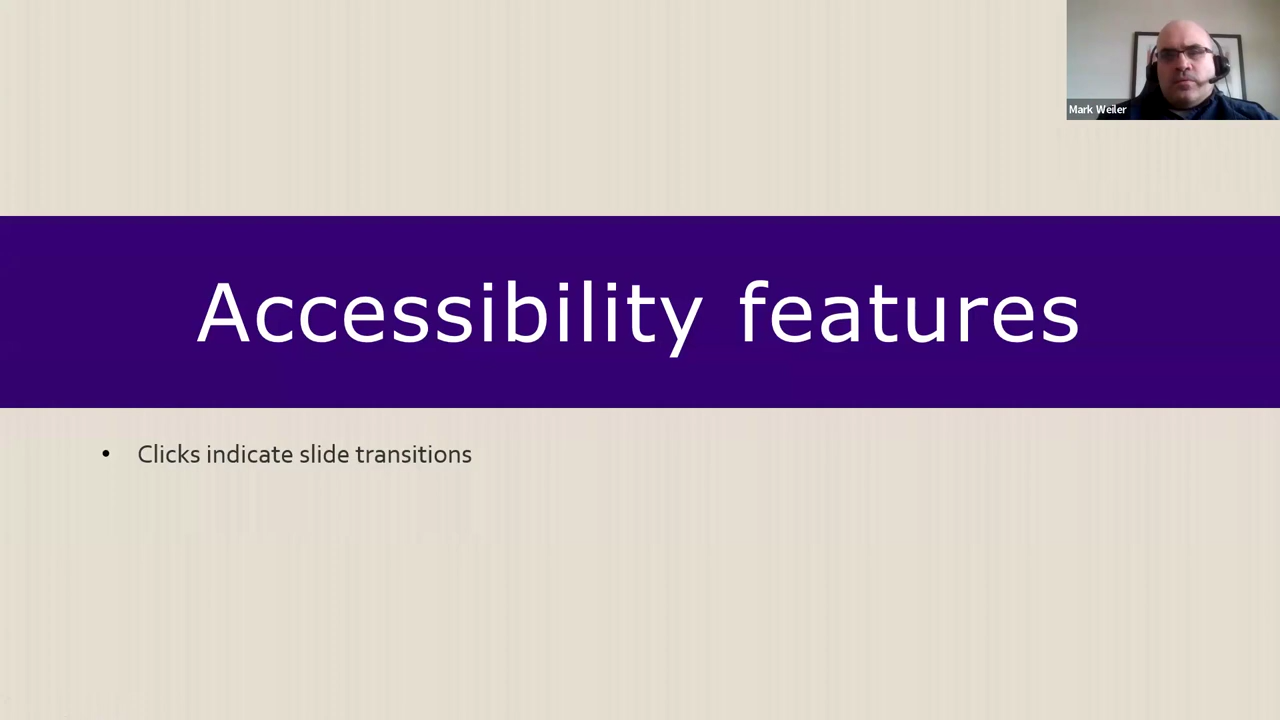 Mark Weiler
Accessibility features
• Clicks indicate slide transitions